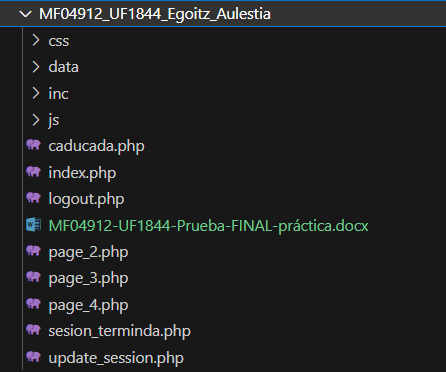 MF04912_UF1844_Egoitz_Aulestia
css
data
inc
js
caducada.php
index.php
logout.php
MF04912-UF1844-Prueba-FINAL-práctica.docx
page_2.php
page_3.php
page_4.php
sesion_terminda.php
update_session.php